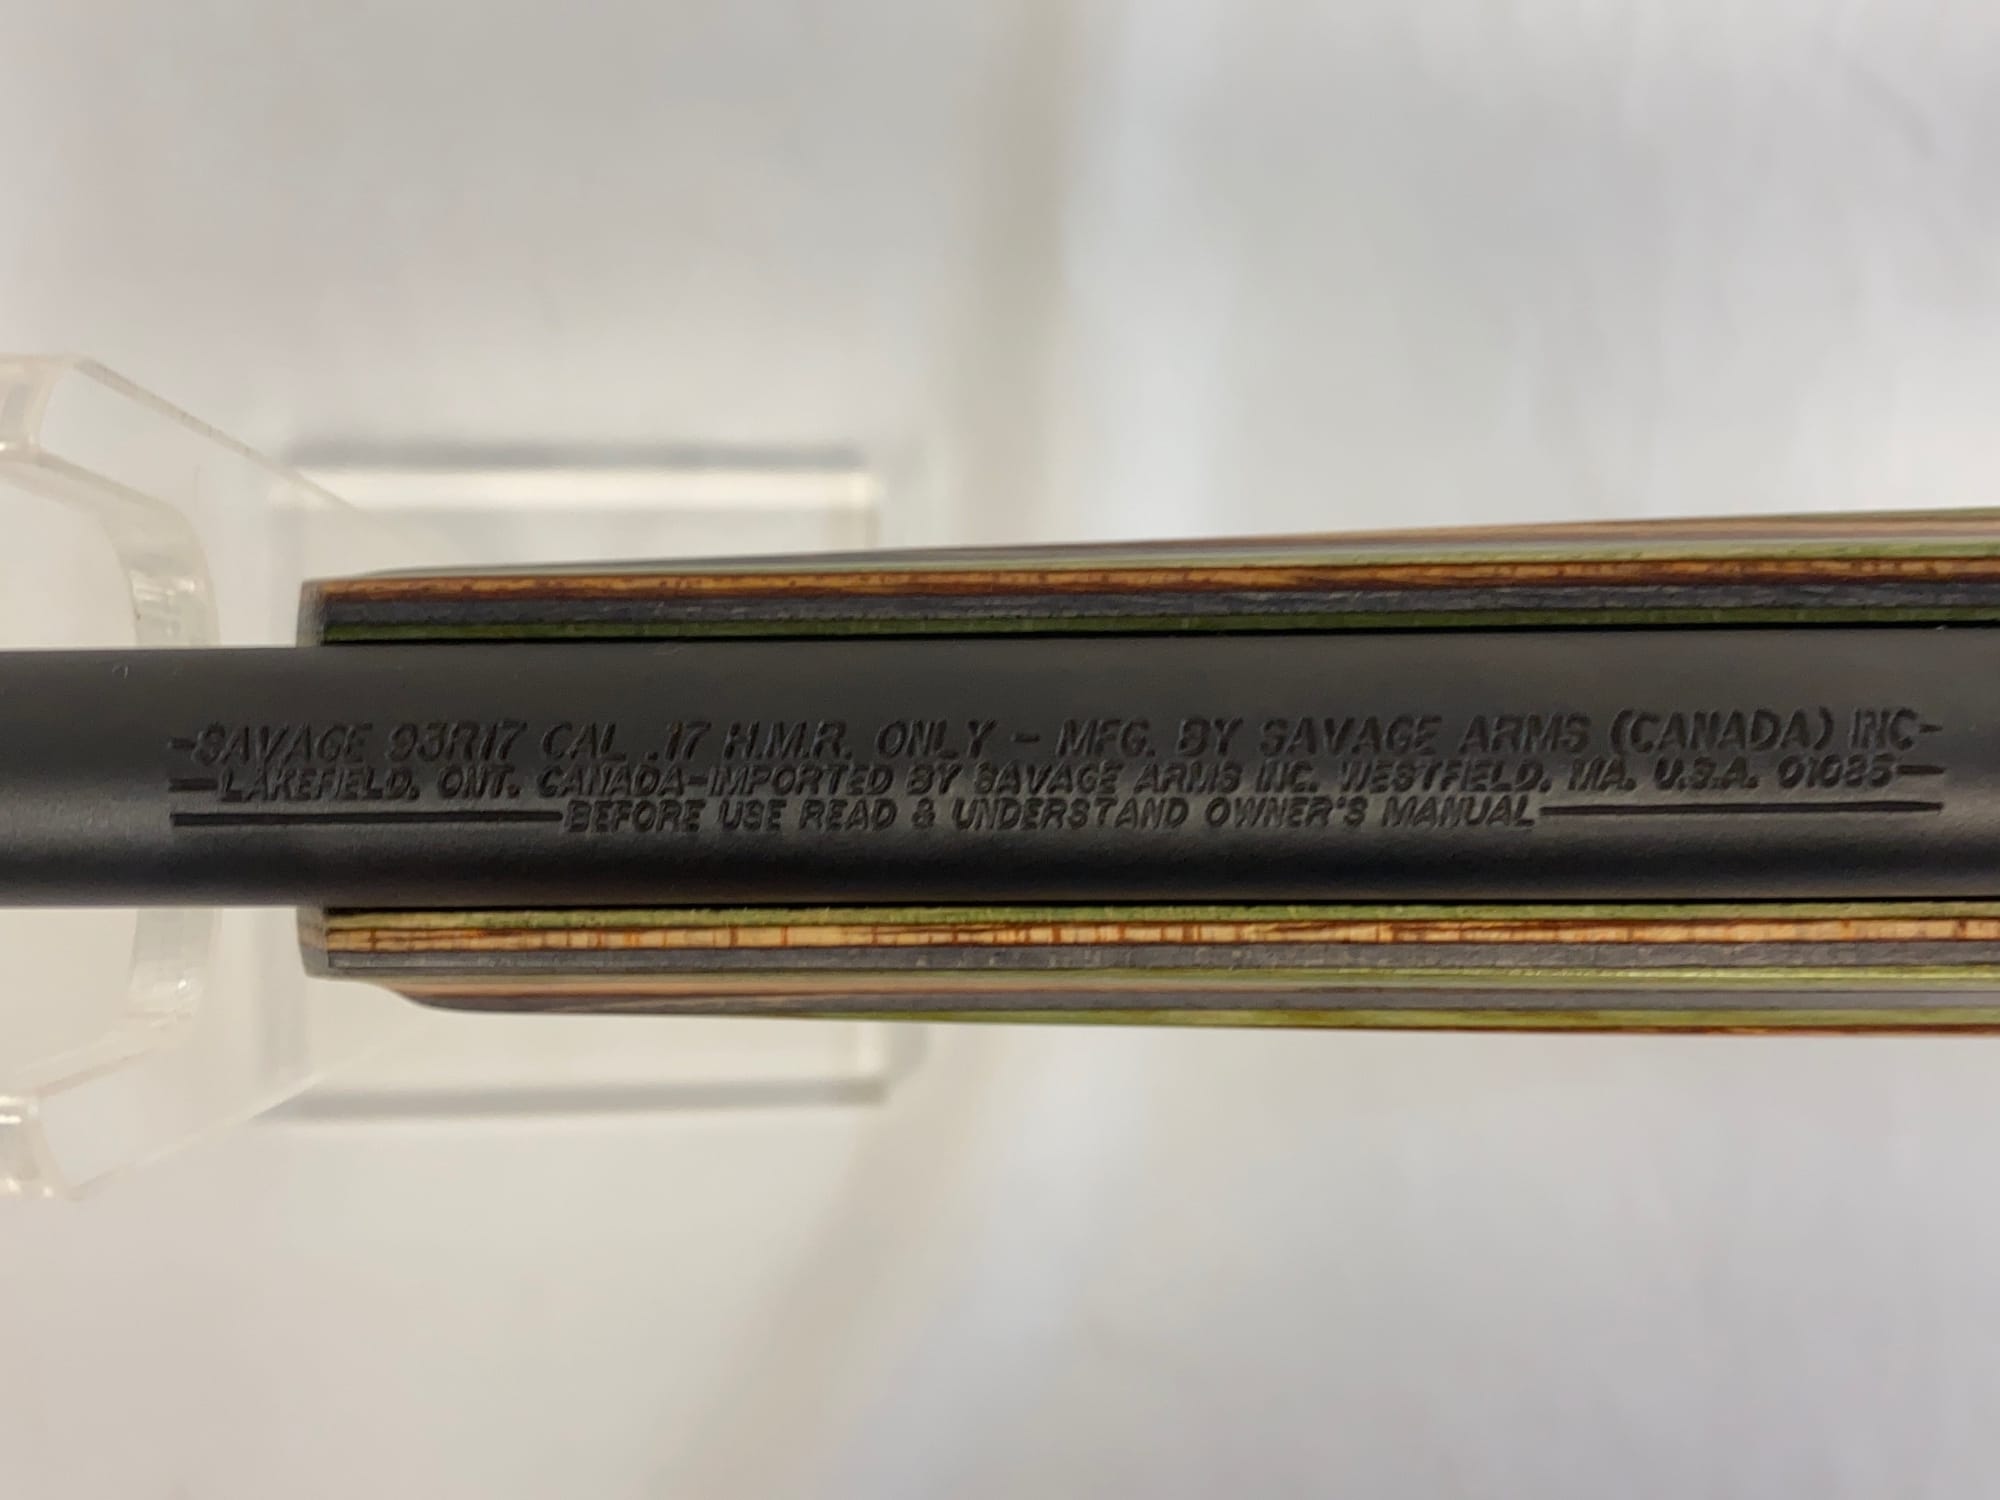 -SAVAGE 93R17 CAL .17 H.M.R. ONLY - MFG. BY SAVAGE ARMS (CANADA) INC-
-LAKEFIELD, ONT. CANADA-IMPORTED BY SAVAGE ARMS INC. WESTFIELD, MA. U.S.A. 01085-
BEFORE USE READ & UNDERSTAND OWNER'S MANUAL